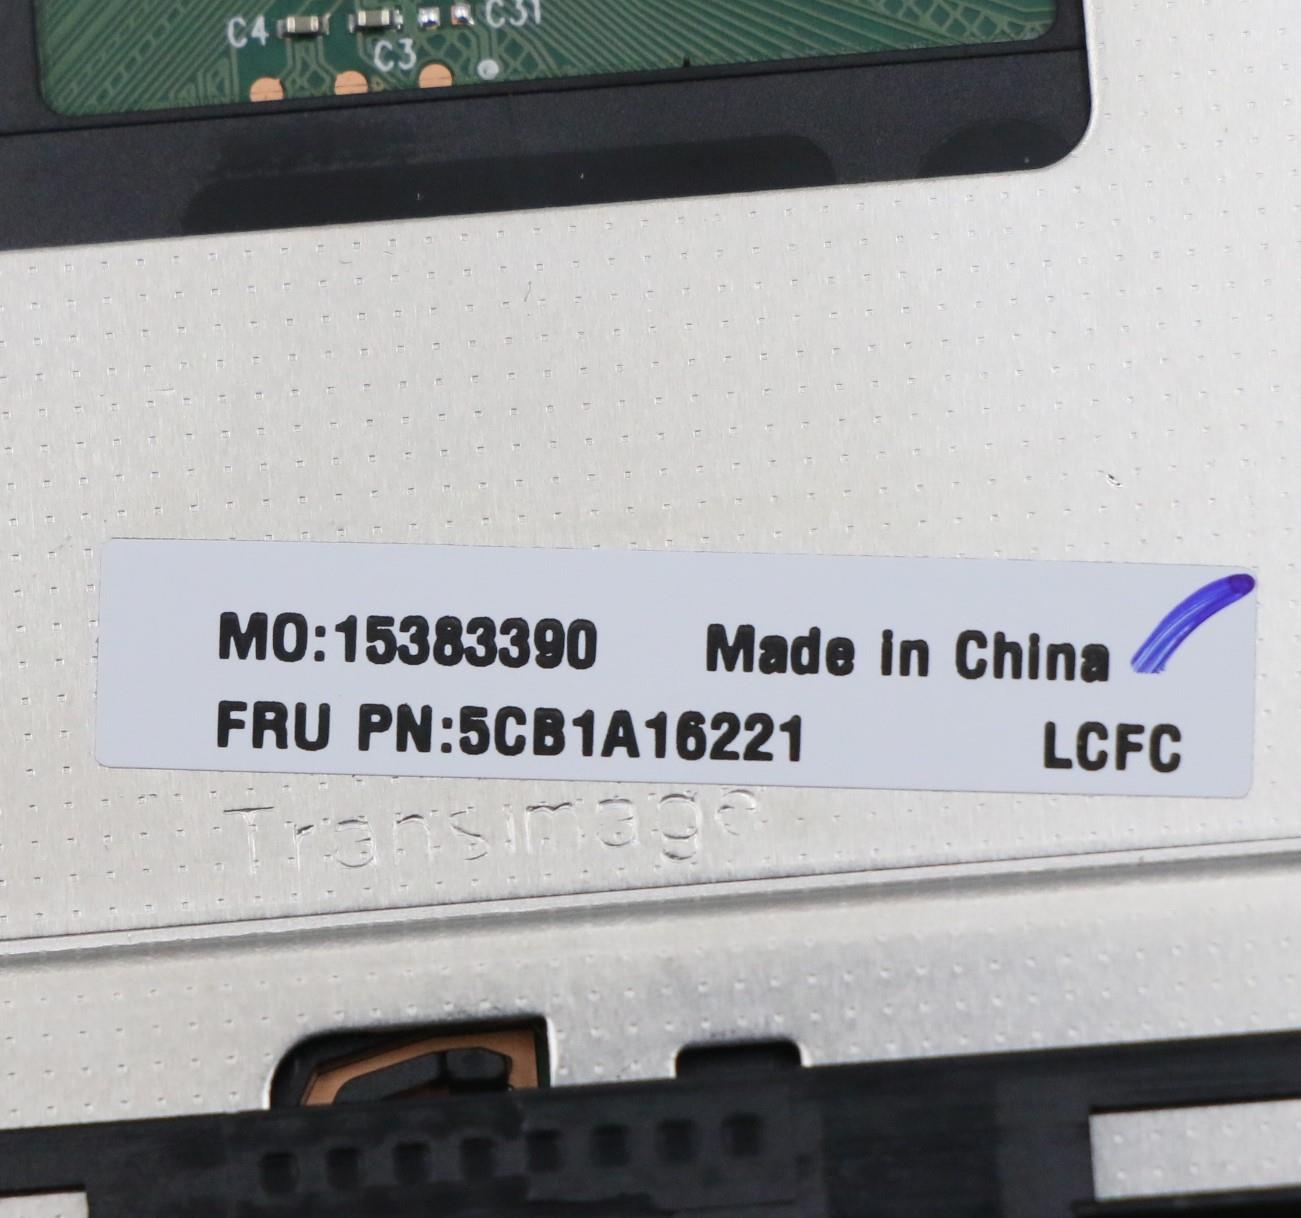 C4 C31
C3
MO:15383390 Made in China
FRU PN:5CB1A16221 LCFC
Transimage